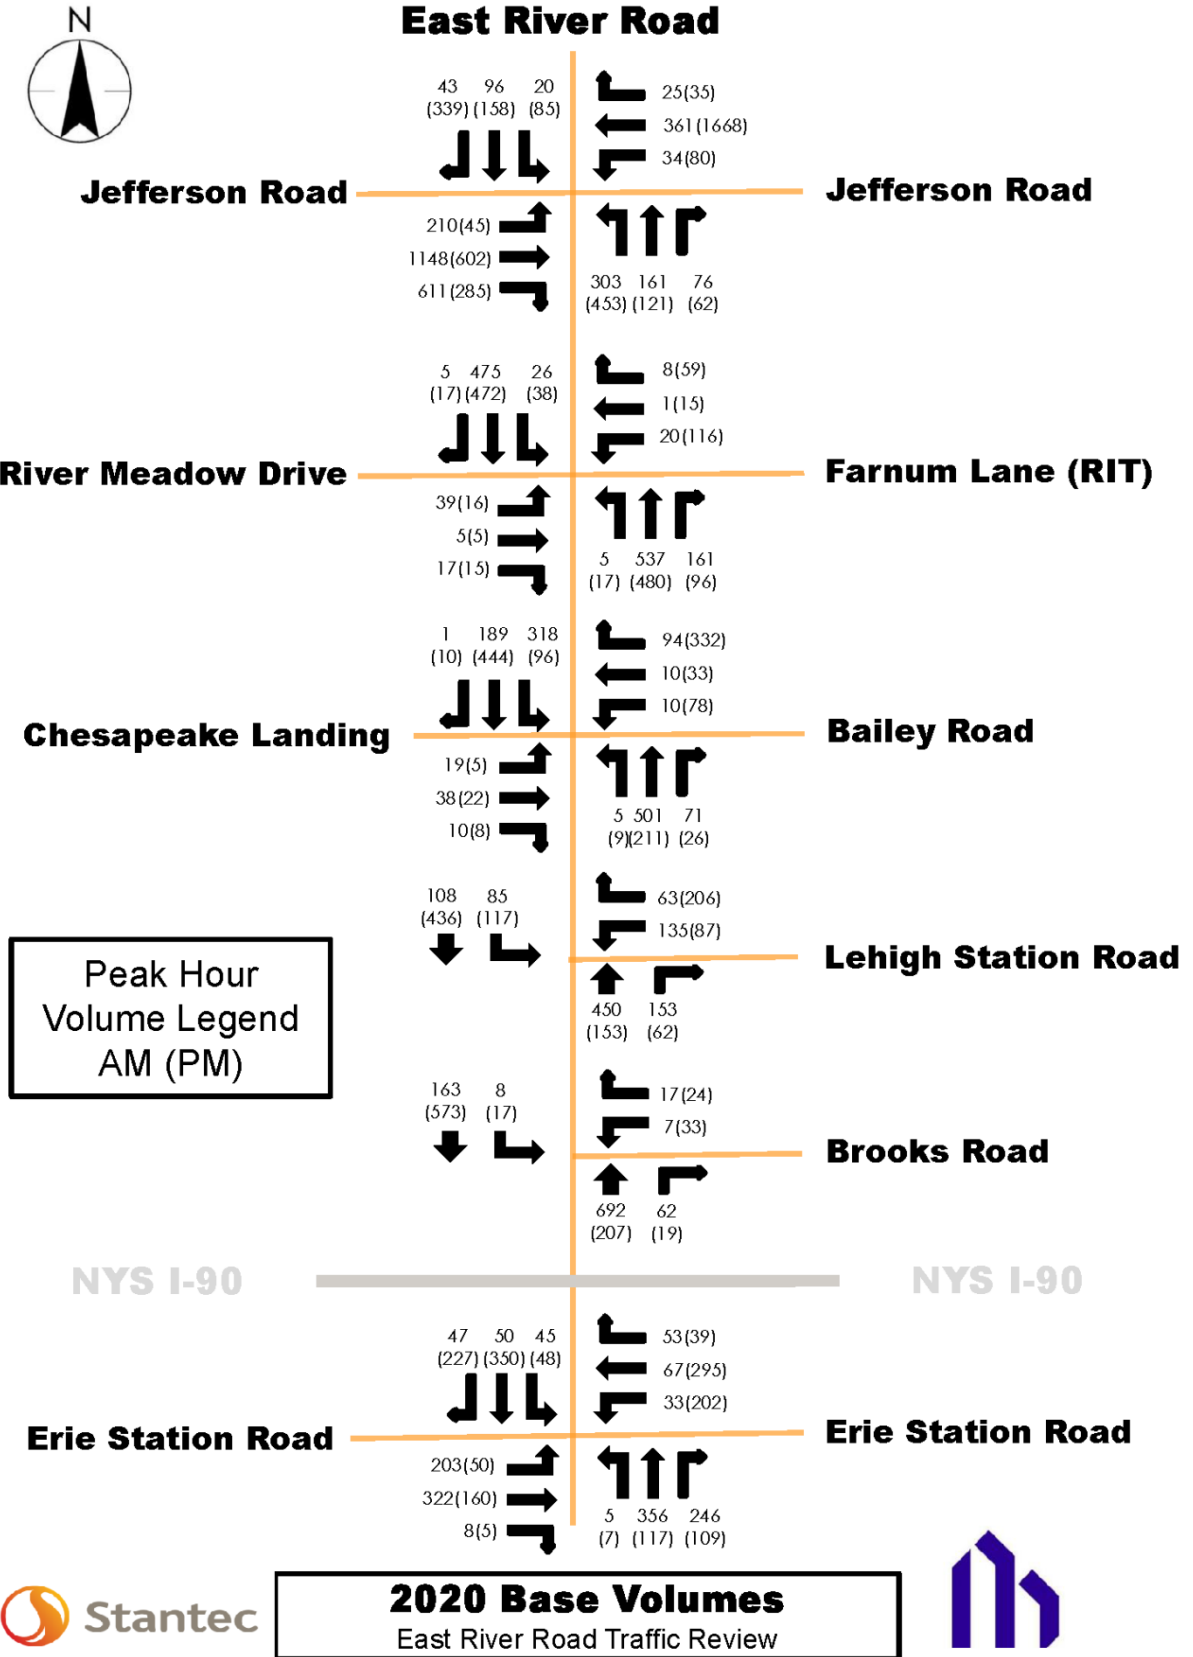 N
East River Road
43 96 20
(339) (158) (85)
25(35)
361(1668)
34(80)
Jefferson Road
Jefferson Road
210(45)
1148(602)
611(285)
303 161 76
(453) (121) (62)
5 475 26
(17) (472) (38)
8(59)
1(15)
20(116)
River Meadow Drive
Farnum Lane (RIT)
39(16)
5(5)
17(15)
5 537 161
(17) (480) (96)
1 189 318
(10) (444) (96)
94(332)
10(33)
10(78)
Chesapeake Landing
Bailey Road
19(5)
38(22)
10(8)
5 501 71
(9)(211) (26)
108 85
(436) (117)
63(206)
135(87)
Lehigh Station Road
450 153
(153) (62)
Peak Hour
Volume Legend
AM (PM)
163 8
(573) (17)
17(24)
7(33)
Brooks Road
692 62
(207) (19)
NYS I-90
NYS I-90
47 50 45
(227) (350) (48)
53(39)
67(295)
33(202)
Erie Station Road
Erie Station Road
203(50)
322(160)
8(5)
5 356 246
(7) (117) (109)
Stantec
2020 Base Volumes
East River Road Traffic Review